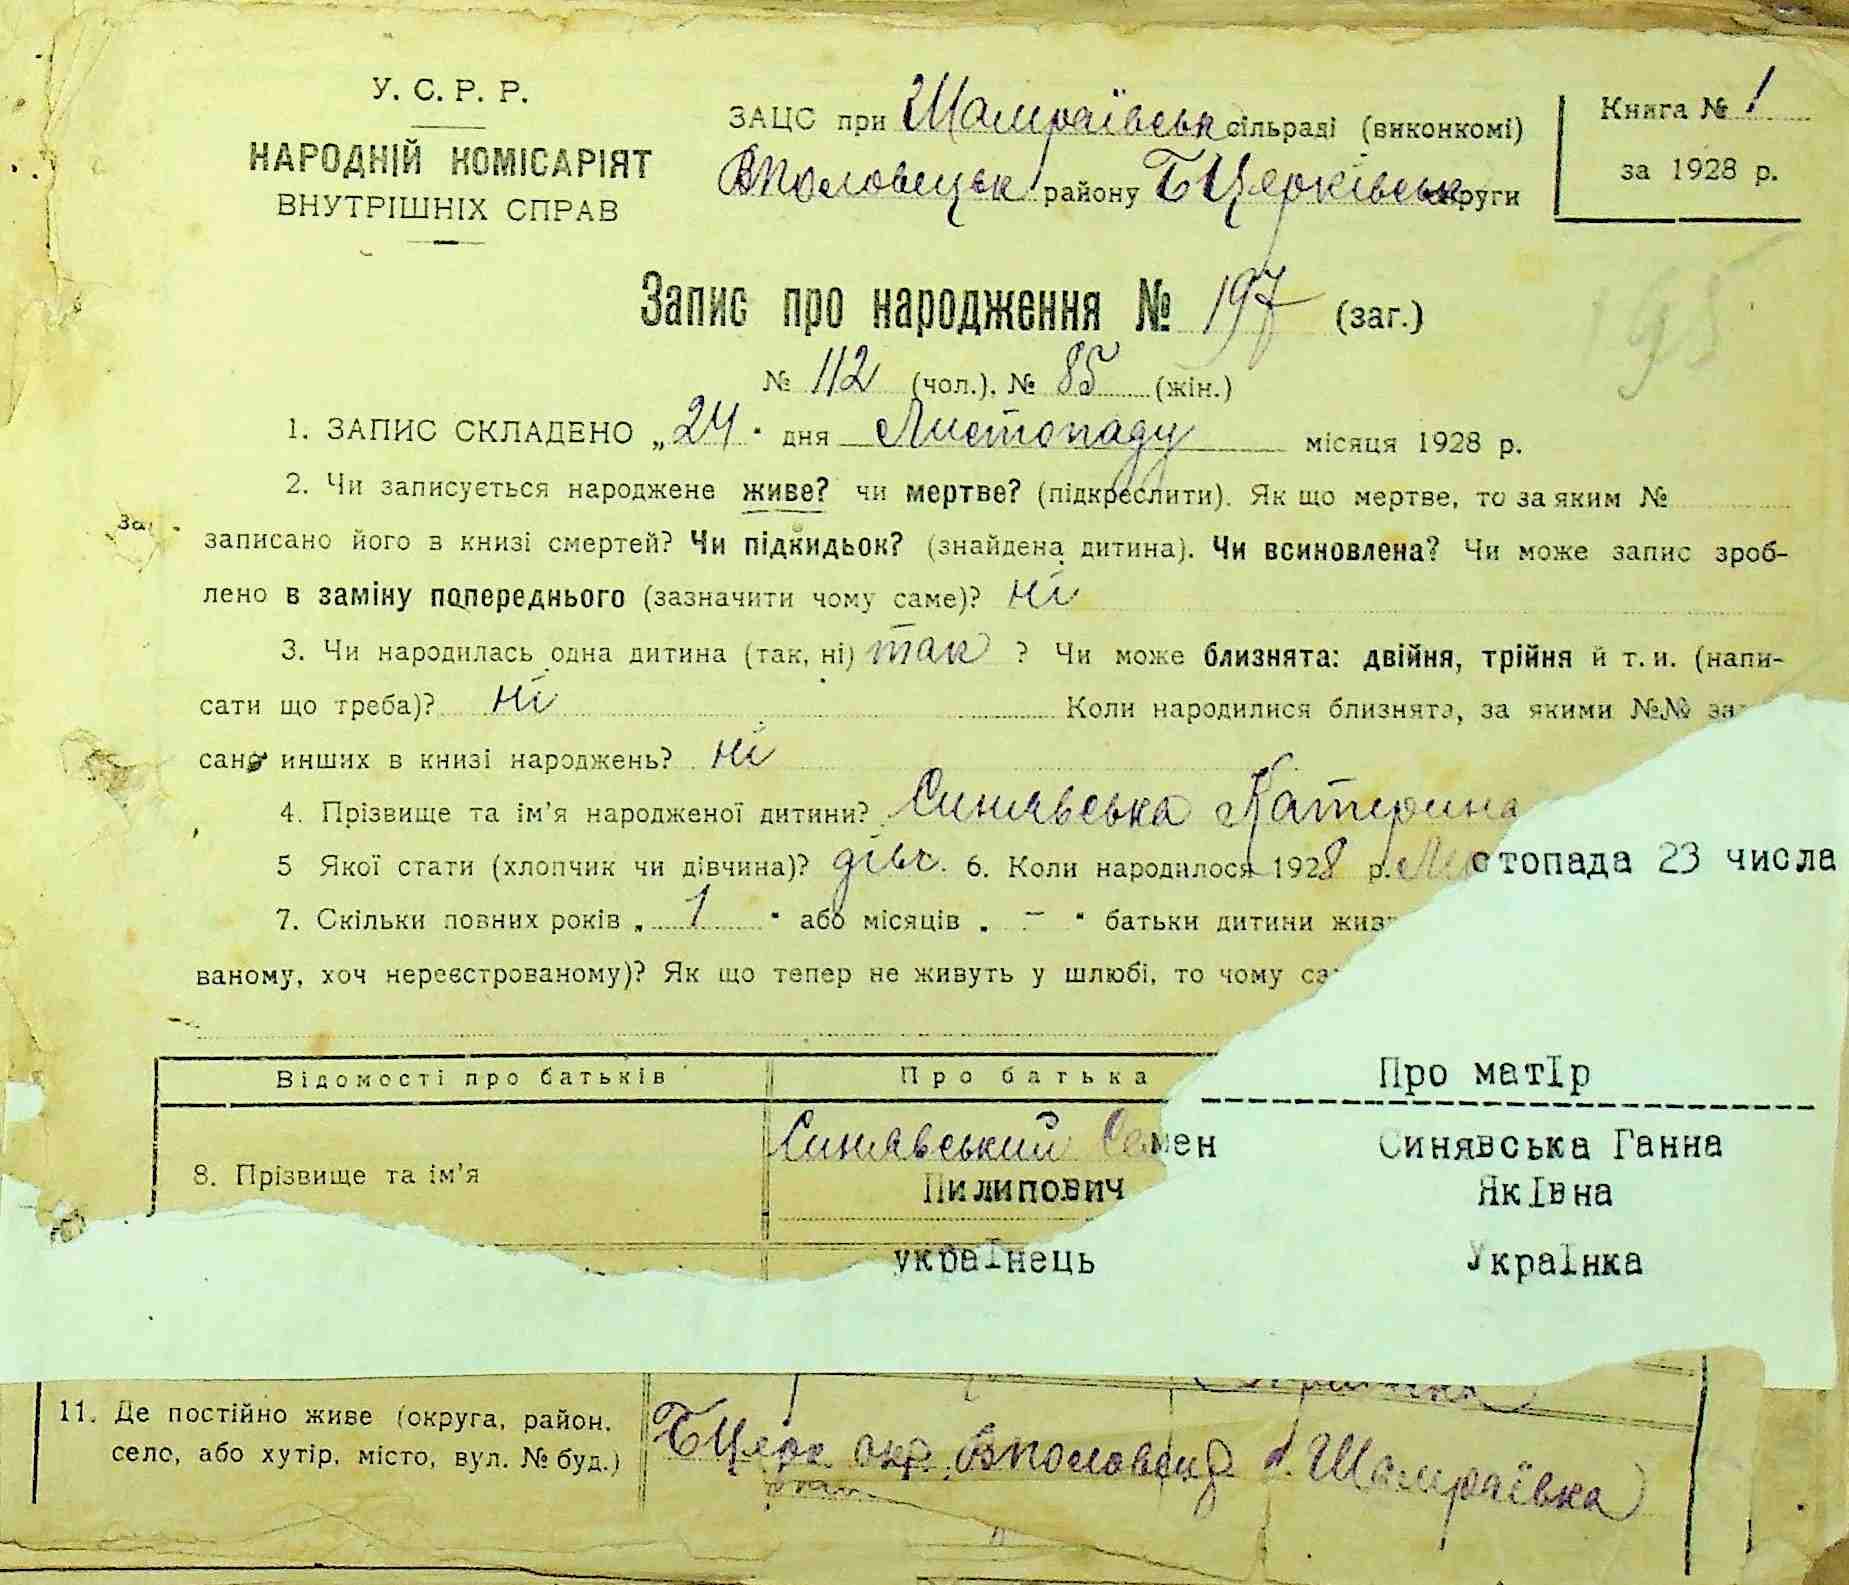 У. С. Р. Р.
НАРОДНІЙ КОМІСАРІЯТ
ВНУТРІШНІХ СПРАВ
ЗАЦС при Шамраївськ сільраді (виконкомі)
ВПоловецьк району БЦерківськ округи
Книга № 1
за 1928 р.
Запис про народження № 197 (заг.)
195
№ 112 (чол.). № 85 (жін.)
1. ЗАПИС СКЛАДЕНО „24" дня Листопаду місяця 1928 р.
2. Чи записується народжене живе? чи мертве? (підкреслити). Як що мертве, то за яким №
записано його в книзі смертей? Чи підкидьок? (знайдена дитина). Чи всиновлена? Чи може запис зроб-
лено в заміну попереднього (зазначити чому саме)? ні
3. Чи народилась одна дитина (так, ні) так ? Чи може близнята: двійня, трійня й т. и. (напи-
сати що треба)? ні Коли народилися близнята, за якими №№
сано инших в книзі народжень? ні
4. Прізвище та ім'я народженої дитини? Синявська Катерина
5 Якої стати (хлопчик чи дівчина)? дівч. 6. Коли народилося 1928 р. Листопада 23 числа
7. Скільки повних років „ 1 " або місяців „ - " батьки дитини
ваному, хоч нереєстрованому)? Як що тепер не живуть у шлюбі, то чому
Відомості про батьків Про батька Про матІр
8. Прізвище та ім'я Синявський Семен Синявська Ганна
Пилипович ЯкІвна
украІнець УкраІнка
11. Де постійно живе (округа, район,
село, або хутір, місто, вул. № буд.)
БЦерк окр. ВПоловецьк с. Шамраївка